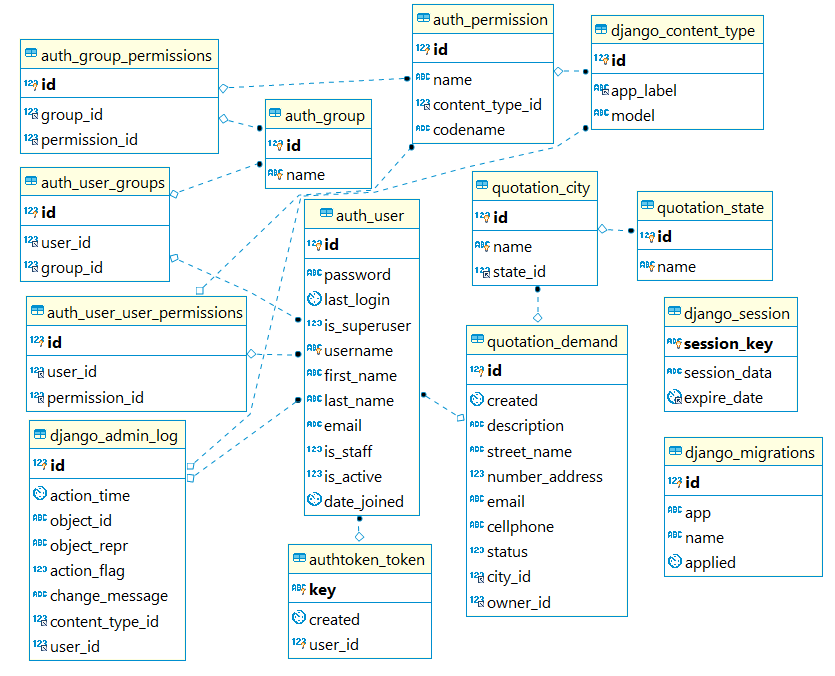 auth_permission
id
name
content_type_id
codename
django_content_type
id
app_label
model
auth_group_permissions
id
group_id
permission_id
auth_group
id
name
auth_user_groups
id
user_id
group_id
auth_user
id
password
last_login
is_superuser
username
first_name
last_name
email
is_staff
is_active
date_joined
quotation_city
id
name
state_id
quotation_state
id
name
auth_user_user_permissions
id
user_id
permission_id
quotation_demand
id
created
description
street_name
number_address
email
cellphone
status
city_id
owner_id
django_session
session_key
session_data
expire_date
django_admin_log
id
action_time
object_id
object_repr
action_flag
change_message
content_type_id
user_id
django_migrations
id
app
name
applied
authtoken_token
key
created
user_id